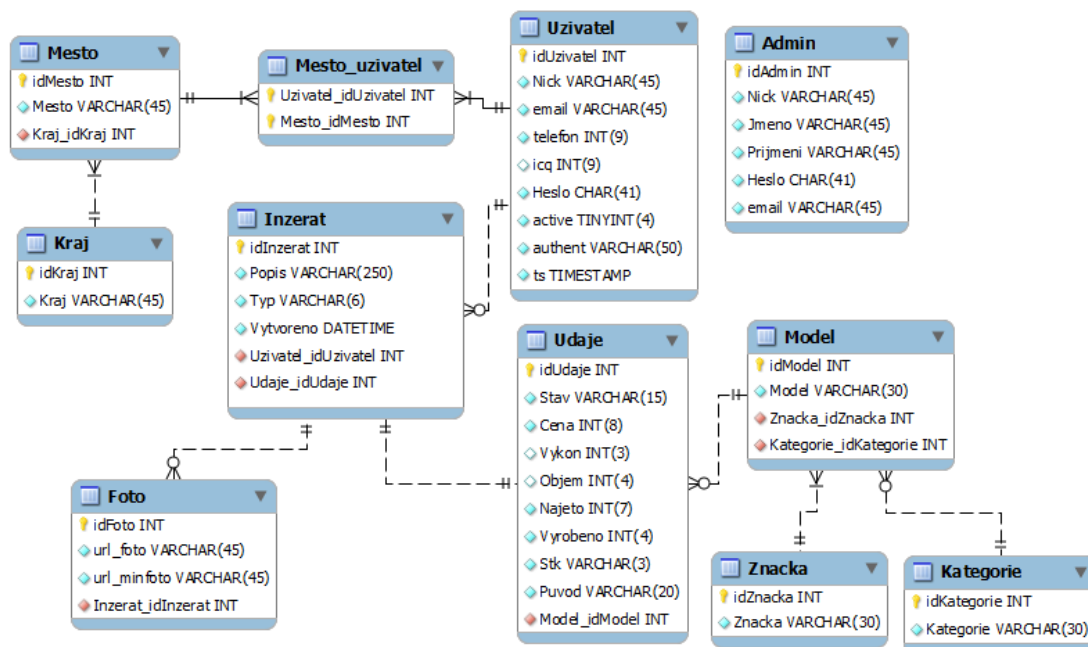 Mesto
idMesto INT
Mesto VARCHAR(45)
Kraj_idKraj INT
Mesto_uzivatel
Uzivatel_idUzivatel INT
Mesto_idMesto INT
Uzivatel
idUzivatel INT
Nick VARCHAR(45)
email VARCHAR(45)
telefon INT(9)
icq INT(9)
Heslo CHAR(41)
active TINYINT(4)
authent VARCHAR(50)
ts TIMESTAMP
Admin
idAdmin INT
Nick VARCHAR(45)
Jmeno VARCHAR(45)
Prijmeni VARCHAR(45)
Heslo CHAR(41)
email VARCHAR(45)
Kraj
idKraj INT
Kraj VARCHAR(45)
Inzerat
idInzerat INT
Popis VARCHAR(250)
Typ VARCHAR(6)
Vytvoreno DATETIME
Uzivatel_idUzivatel INT
Udaje_idUdaje INT
Udaje
idUdaje INT
Stav VARCHAR(15)
Cena INT(8)
Vykon INT(3)
Objem INT(4)
Najeto INT(7)
Vyrobeno INT(4)
Stk VARCHAR(3)
Puvod VARCHAR(20)
Model_idModel INT
Model
idModel INT
Model VARCHAR(30)
Znacka_idZnacka INT
Kategorie_idKategorie INT
Foto
idFoto INT
url_foto VARCHAR(45)
url_minfoto VARCHAR(45)
Inzerat_idInzerat INT
Znacka
idZnacka INT
Znacka VARCHAR(30)
Kategorie
idKategorie INT
Kategorie VARCHAR(30)